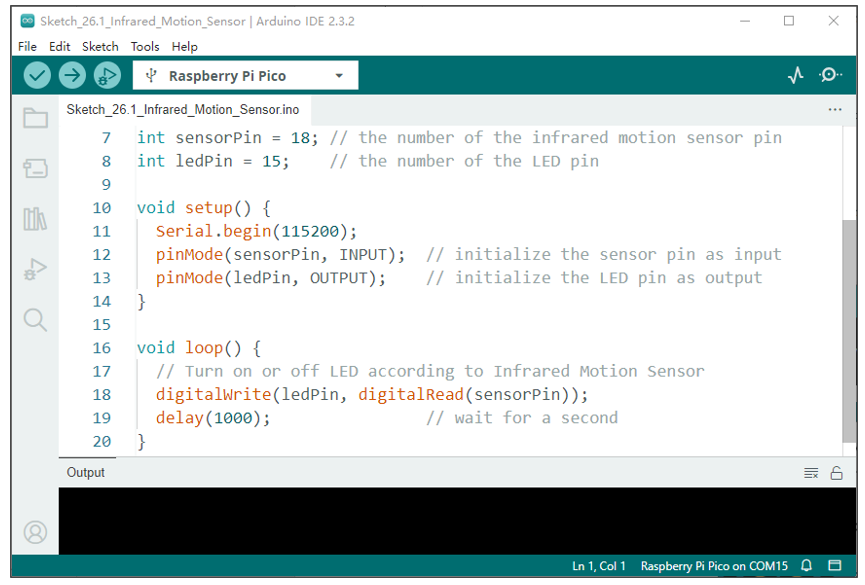 Sketch_26.1_Infrared_Motion_Sensor | Arduino IDE 2.3.2
File Edit Sketch Tools Help
Raspberry Pi Pico
Sketch_26.1_Infrared_Motion_Sensor.ino
7 int sensorPin = 18; // the number of the infrared motion sensor pin
8 int ledPin = 15;    // the number of the LED pin
9
10 void setup() {
11   Serial.begin(115200);
12   pinMode(sensorPin, INPUT);  // initialize the sensor pin as input
13   pinMode(ledPin, OUTPUT);    // initialize the LED pin as output
14 }
15
16 void loop() {
17   // Turn on or off LED according to Infrared Motion Sensor
18   digitalWrite(ledPin, digitalRead(sensorPin));
19   delay(1000);                // wait for a second
20 }
Output
Ln 1, Col 1 Raspberry Pi Pico on COM15